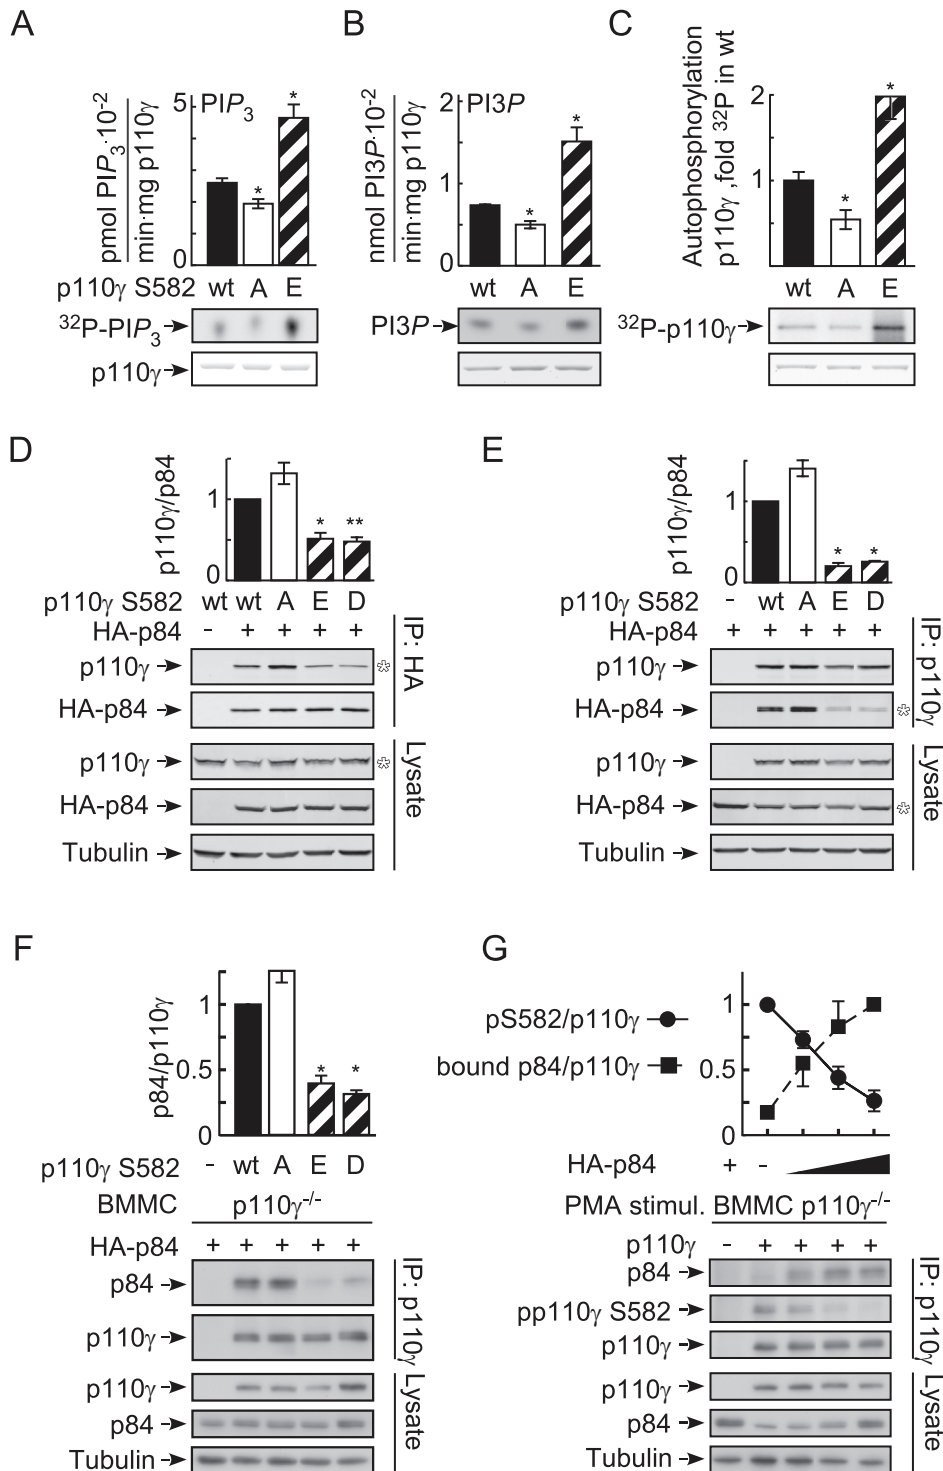 A
B
C
pmol PIP3·10-2
min·mg p110γ
5
0
PIP3
*
*
nmol PI3P·10-2
min·mg p110γ
2
1
0
PI3P
*
*
Autophosphorylation
p110γ ,fold 32P in wt
2
1
*
*
p110γ S582 wt A E
wt A E
wt A E
32P-PIP3
PI3P
32P-p110γ
p110γ
D
E
p110γ/p84
1
0
* **
p110γ/p84
1
0
* *
p110γ S582 wt wt A E D
HA-p84 - + + + +
p110γ
HA-p84
IP: HA
p110γ
HA-p84
Tubulin
Lysate
p110γ S582 - wt A E D
HA-p84 + + + + +
p110γ
HA-p84
IP: p110γ
p110γ
HA-p84
Tubulin
Lysate
F
G
p84/p110γ
1
0.5
0
* *
p110γ S582 - wt A E D
BMMC p110γ-/-
HA-p84 + + + + +
p84
p110γ
IP: p110γ
p110γ
p84
Tubulin
Lysate
pS582/p110γ
bound p84/p110γ
1
0.5
0
HA-p84 + -
PMA stimul. BMMC p110γ-/-
p110γ - + + + +
p84
pp110γ S582
p110γ
IP: p110γ
p110γ
p84
Tubulin
Lysate